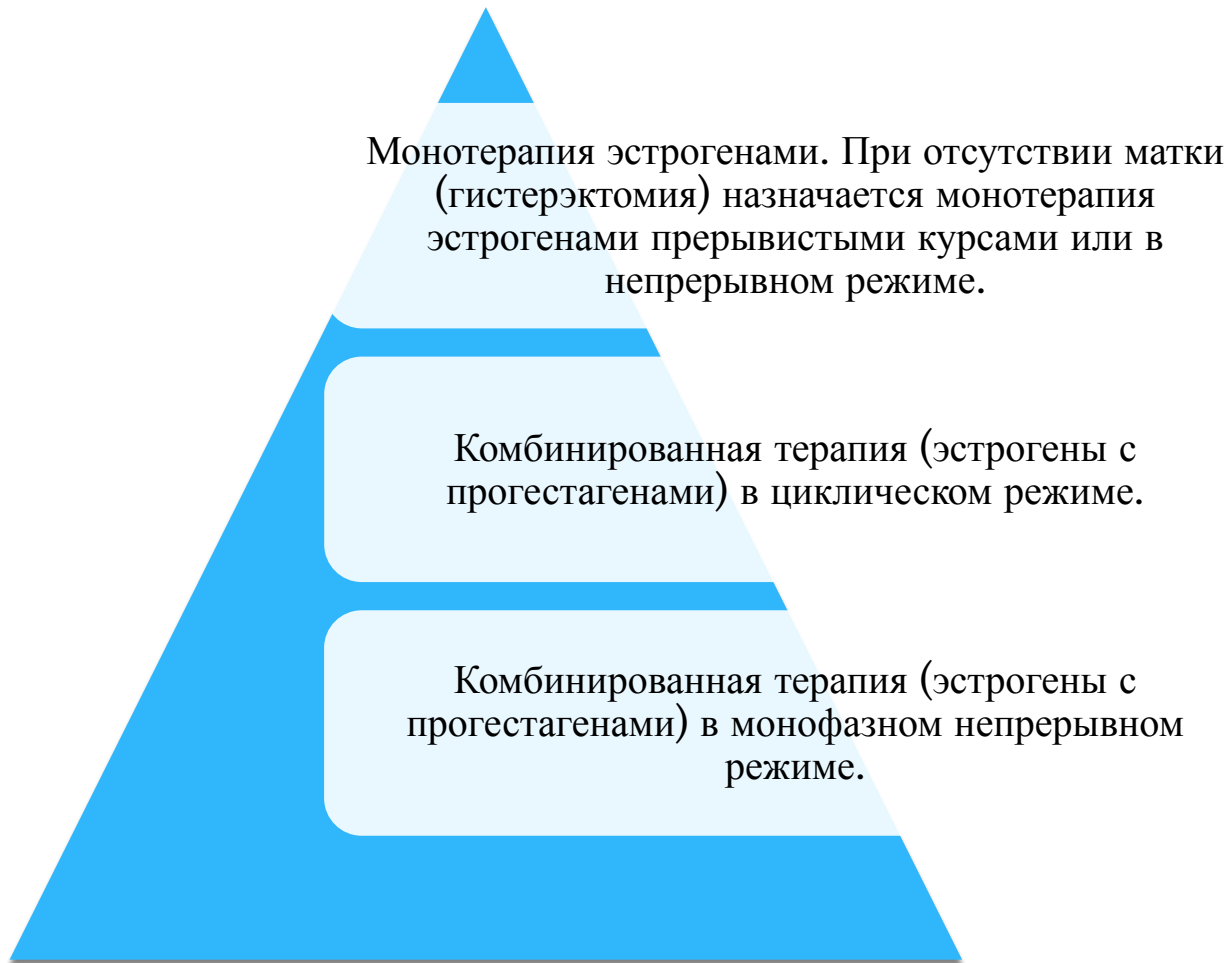 Монотерапия эстрогенами. При отсутствии матки
(гистерэктомия) назначается монотерапия
эстрогенами прерывистыми курсами или в
непрерывном режиме.
Комбинированная терапия (эстрогены с
прогестагенами) в циклическом режиме.
Комбинированная терапия (эстрогены с
прогестагенами) в монофазном непрерывном
режиме.